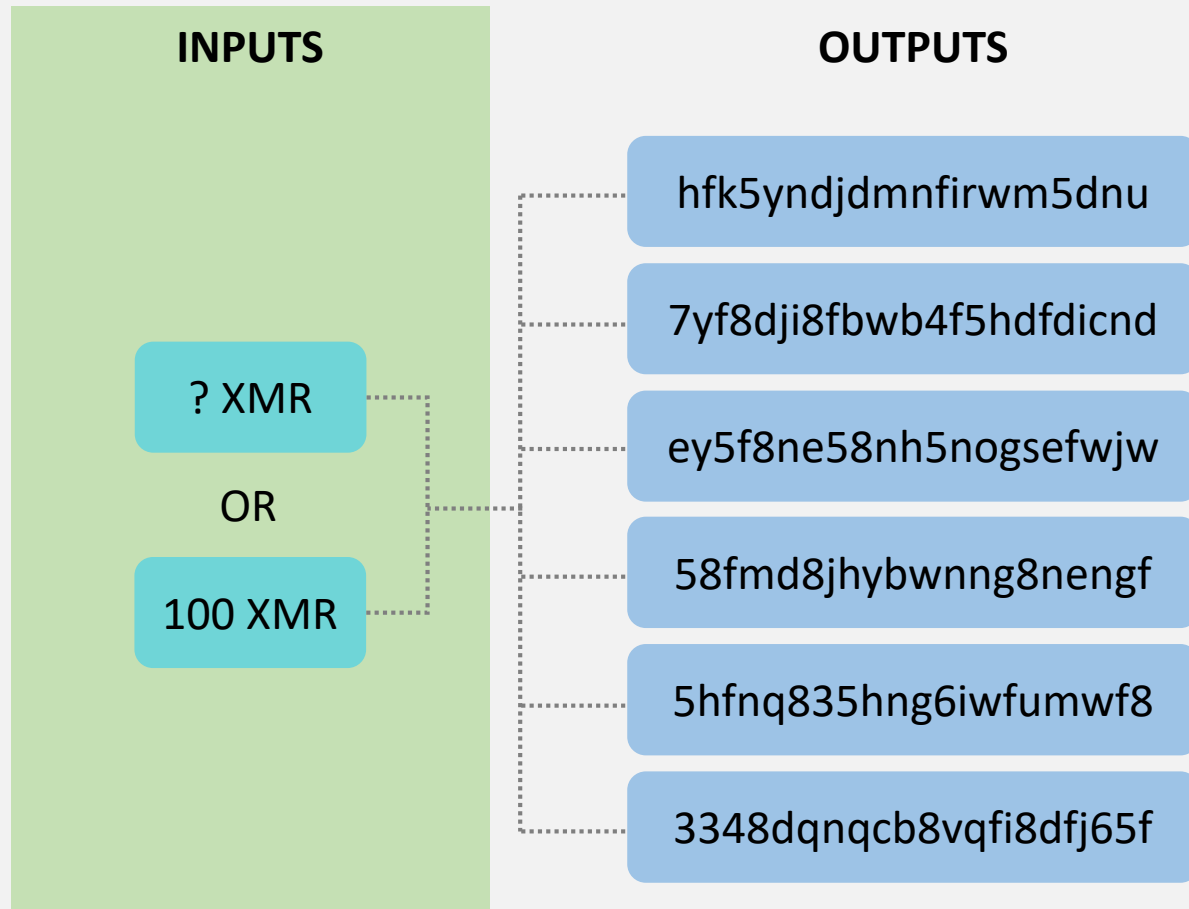 INPUTS
OUTPUTS
? XMR
OR
100 XMR
hfk5yndjdmnfirwm5dnu
7yf8dji8fbwb4f5hdfdicnd
ey5f8ne58nh5nogsefwjw
58fmd8jhybwnng8nengf
5hfnq835hng6iwfumwf8
3348dqnqcb8vqfi8dfj65f